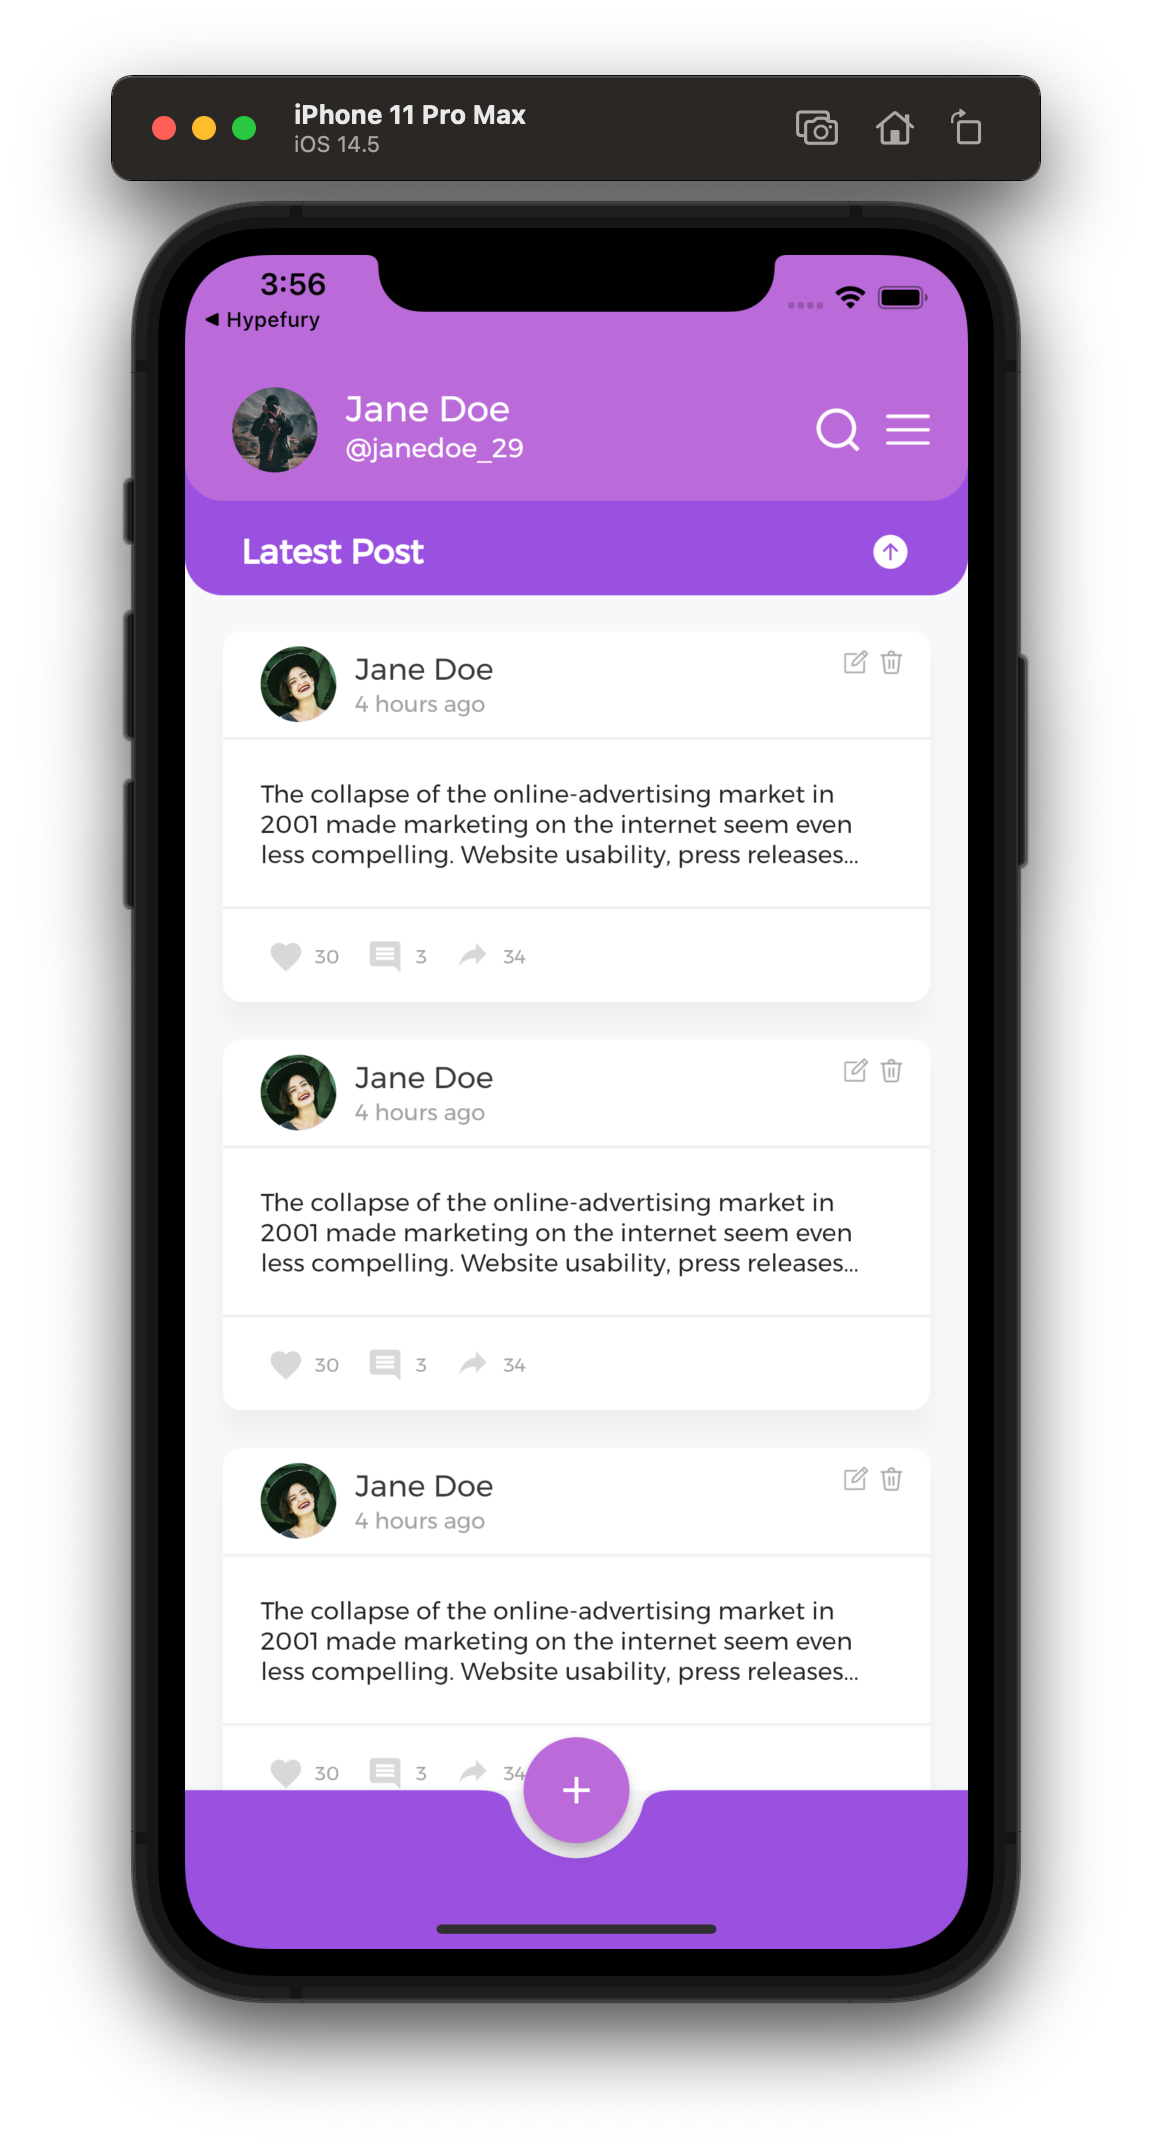 iPhone 11 Pro Max
iOS 14.5
3:56
◀ Hypefury
Jane Doe
@janedoe_29
Latest Post
Jane Doe
4 hours ago
The collapse of the online-advertising market in
2001 made marketing on the internet seem even
less compelling. Website usability, press releases...
30 3 34
Jane Doe
4 hours ago
The collapse of the online-advertising market in
2001 made marketing on the internet seem even
less compelling. Website usability, press releases...
30 3 34
Jane Doe
4 hours ago
The collapse of the online-advertising market in
2001 made marketing on the internet seem even
less compelling. Website usability, press releases...
30 3 34
+